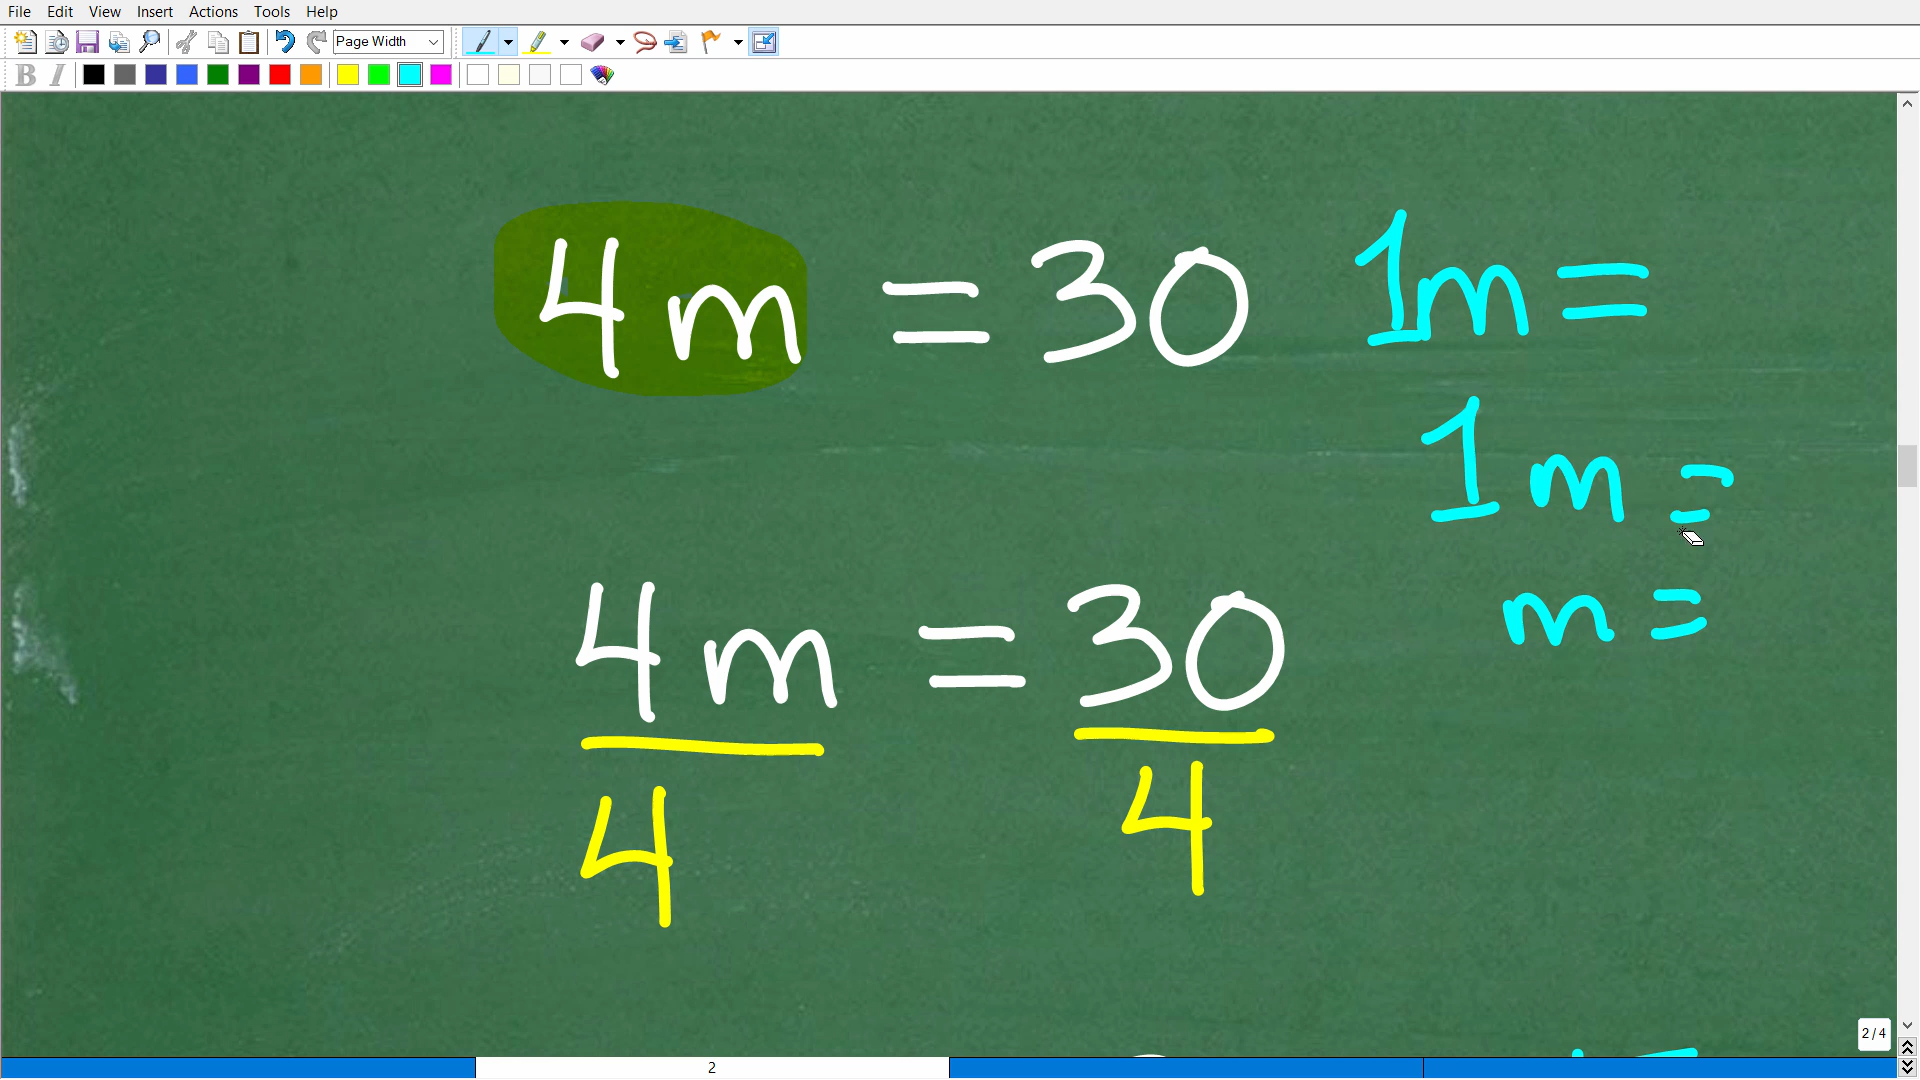 File Edit View Insert Actions Tools Help
Page Width
B I
4m = 30
1m =
1m =
m =
4m = 30
4 4
2 / 4
2